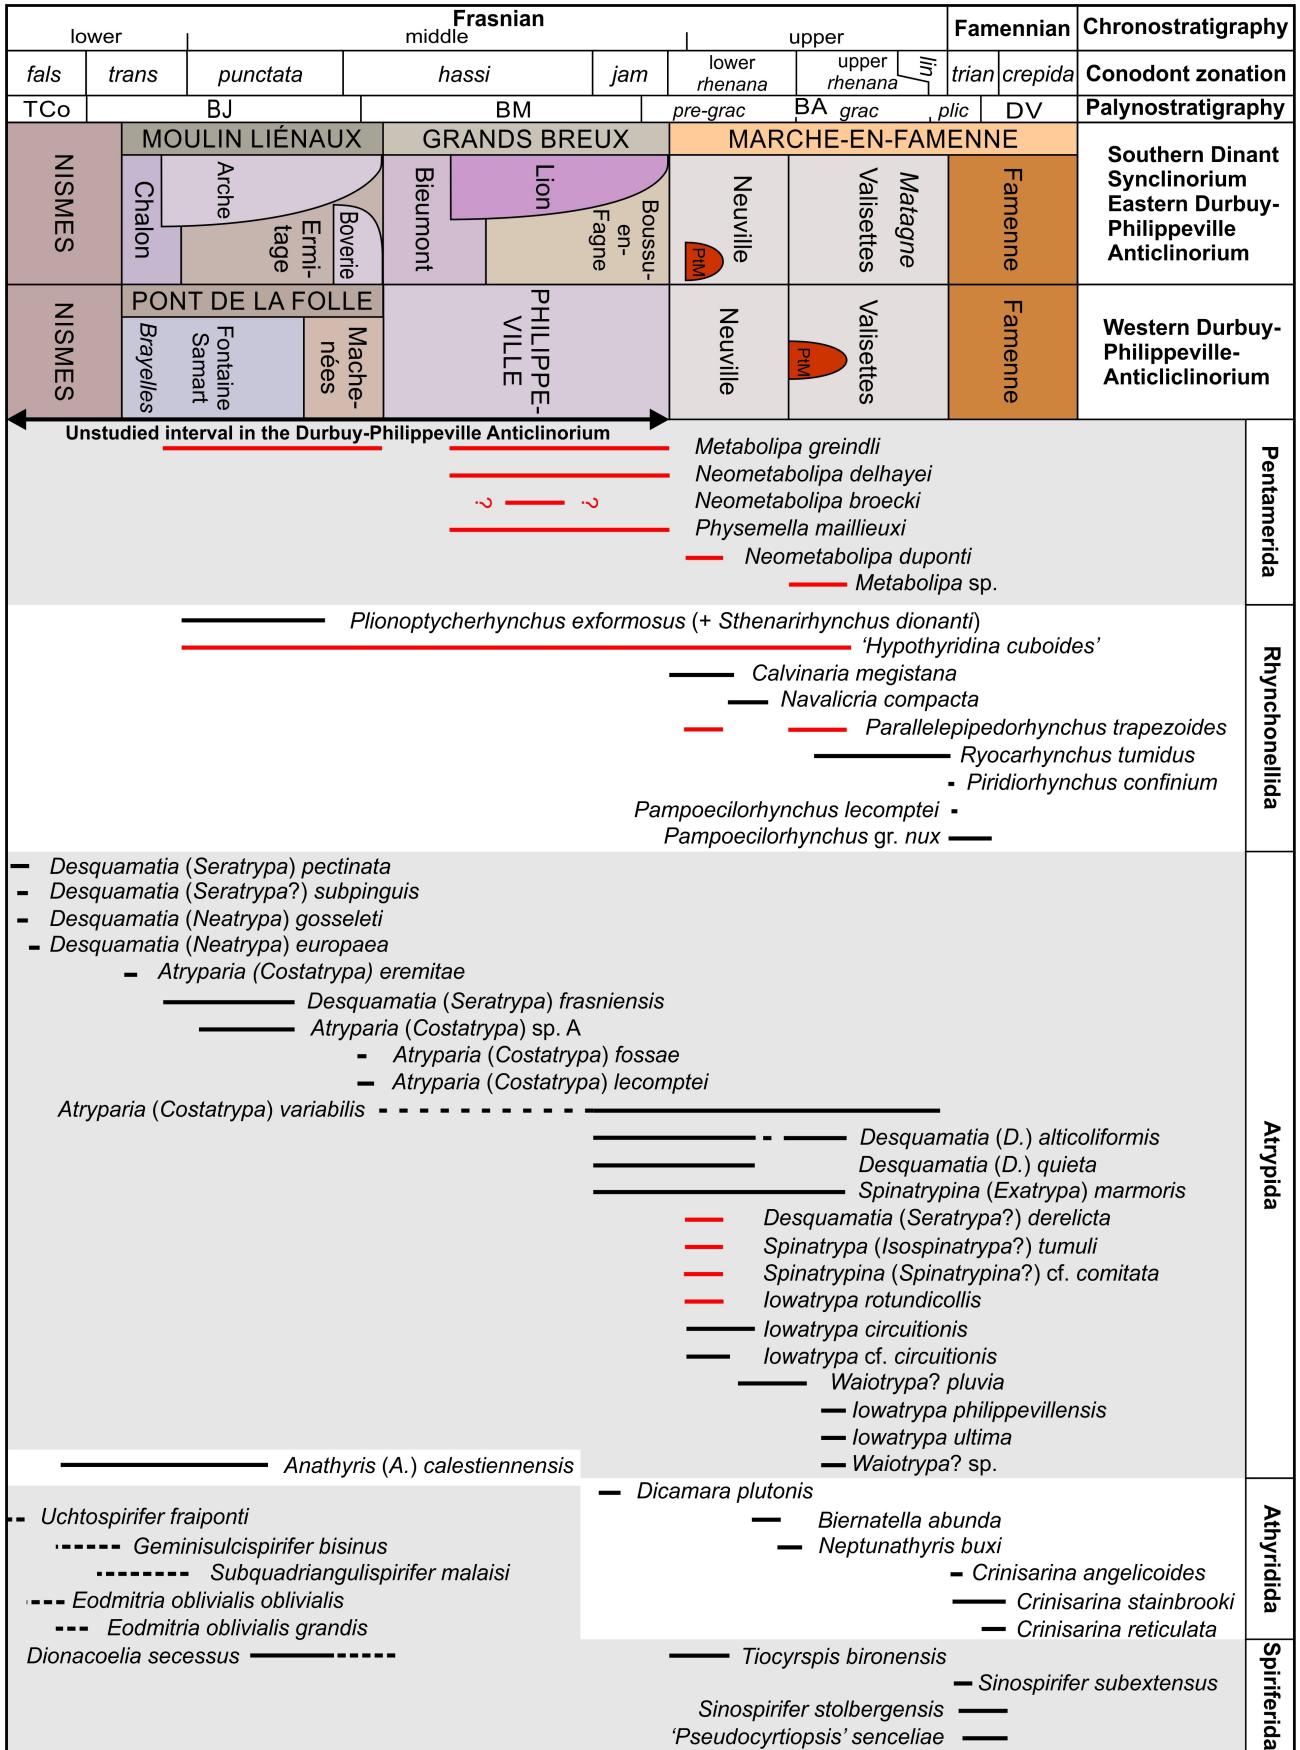 Frasnian
lower
middle
upper
Famennian
Chronostratigraphy
fals
trans
punctata
hassi
jam
lower
rhenana
upper
rhenana
lin
trian
crepida
Conodont zonation
TCo
BJ
BM
pre-grac
BA
grac
plic
DV
Palynostratigraphy
NISMES
MOULIN LIÉNAUX
GRANDS BREUX
MARCHE-EN-FAMENNE
Chalon
Arche
Ermi-
tage
Boverie
Bieumont
Lion
Boussu-
en-
Fagne
Neuville
PtM
Valisettes
Matagne
Famenne
Southern Dinant
Synclinorium
Eastern Durbuy-
Philippeville
Anticlinorium
NISMES
PONT DE LA FOLLE
Brayelles
Fontaine
Samart
Mache-
nées
PHILIPPE-
VILLE
Neuville
PtM
Valisettes
Famenne
Western Durbuy-
Philippeville-
Anticliclinorium
Unstudied interval in the Durbuy-Philippeville Anticlinorium
Metabolipa greindli
Neometabolipa delhayei
? ? Neometabolipa broecki
Physemella maillieuxi
Neometabolipa duponti
Metabolipa sp.
Pentamerida
Plionoptycherhynchus exformosus (+ Sthenarirhynchus dionanti)
‘Hypothyridina cuboides’
Calvinaria megistana
Navalicria compacta
Parallelepipedorhynchus trapezoides
Ryocarhynchus tumidus
Piridiorhynchus confinium
Pampoecilorhynchus lecomptei
Pampoecilorhynchus gr. nux
Rhynchonellida
Desquamatia (Seratrypa) pectinata
Desquamatia (Seratrypa?) subpinguis
Desquamatia (Neatrypa) gosseleti
Desquamatia (Neatrypa) europaea
Atryparia (Costatrypa) eremitae
Desquamatia (Seratrypa) frasniensis
Atryparia (Costatrypa) sp. A
Atryparia (Costatrypa) fossae
Atryparia (Costatrypa) lecomptei
Atryparia (Costatrypa) variabilis
Desquamatia (D.) alticoliformis
Desquamatia (D.) quieta
Spinatrypina (Exatrypa) marmoris
Desquamatia (Seratrypa?) derelicta
Spinatrypa (Isospinatrypa?) tumuli
Spinatrypina (Spinatrypina?) cf. comitata
Iowatrypa rotundicollis
Iowatrypa circuitionis
Iowatrypa cf. circuitionis
Waiotrypa? pluvia
Iowatrypa philippevillensis
Iowatrypa ultima
Waiotrypa? sp.
Atrypida
Anathyris (A.) calestiennensis
Dicamara plutonis
Biernatella abunda
Neptunathyris buxi
Crinisarina angelicoides
Crinisarina stainbrooki
Crinisarina reticulata
Athyridida
Uchtospirifer fraiponti
Geminisulcispirifer bisinus
Subquadriangulispirifer malaisi
Eodmitria oblivialis oblivialis
Eodmitria oblivialis grandis
Dionacoelia secessus
Tiocyrspis bironensis
Sinospirifer subextensus
Sinospirifer stolbergensis
‘Pseudocyrtiopsis’ senceliae
Spiriferida